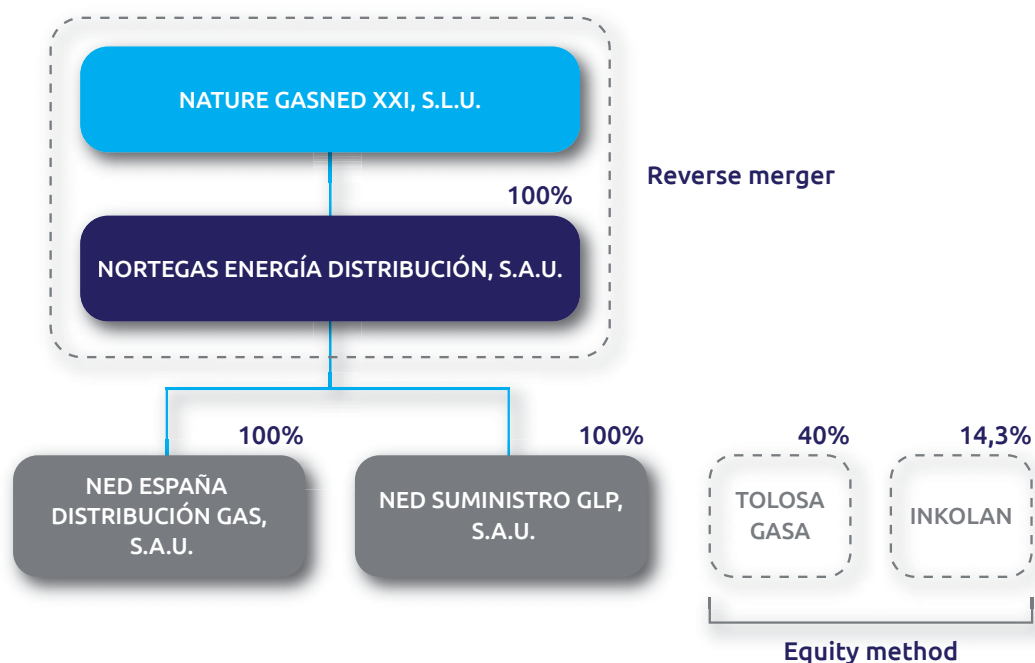 NATURE GASNED XXI, S.L.U.
Reverse merger
100%
NORTEGAS ENERGÍA DISTRIBUCIÓN, S.A.U.
100%
NED ESPAÑA
DISTRIBUCIÓN GAS,
S.A.U.
100%
NED SUMINISTRO GLP,
S.A.U.
40%
TOLOSA
GASA
14,3%
INKOLAN
Equity method